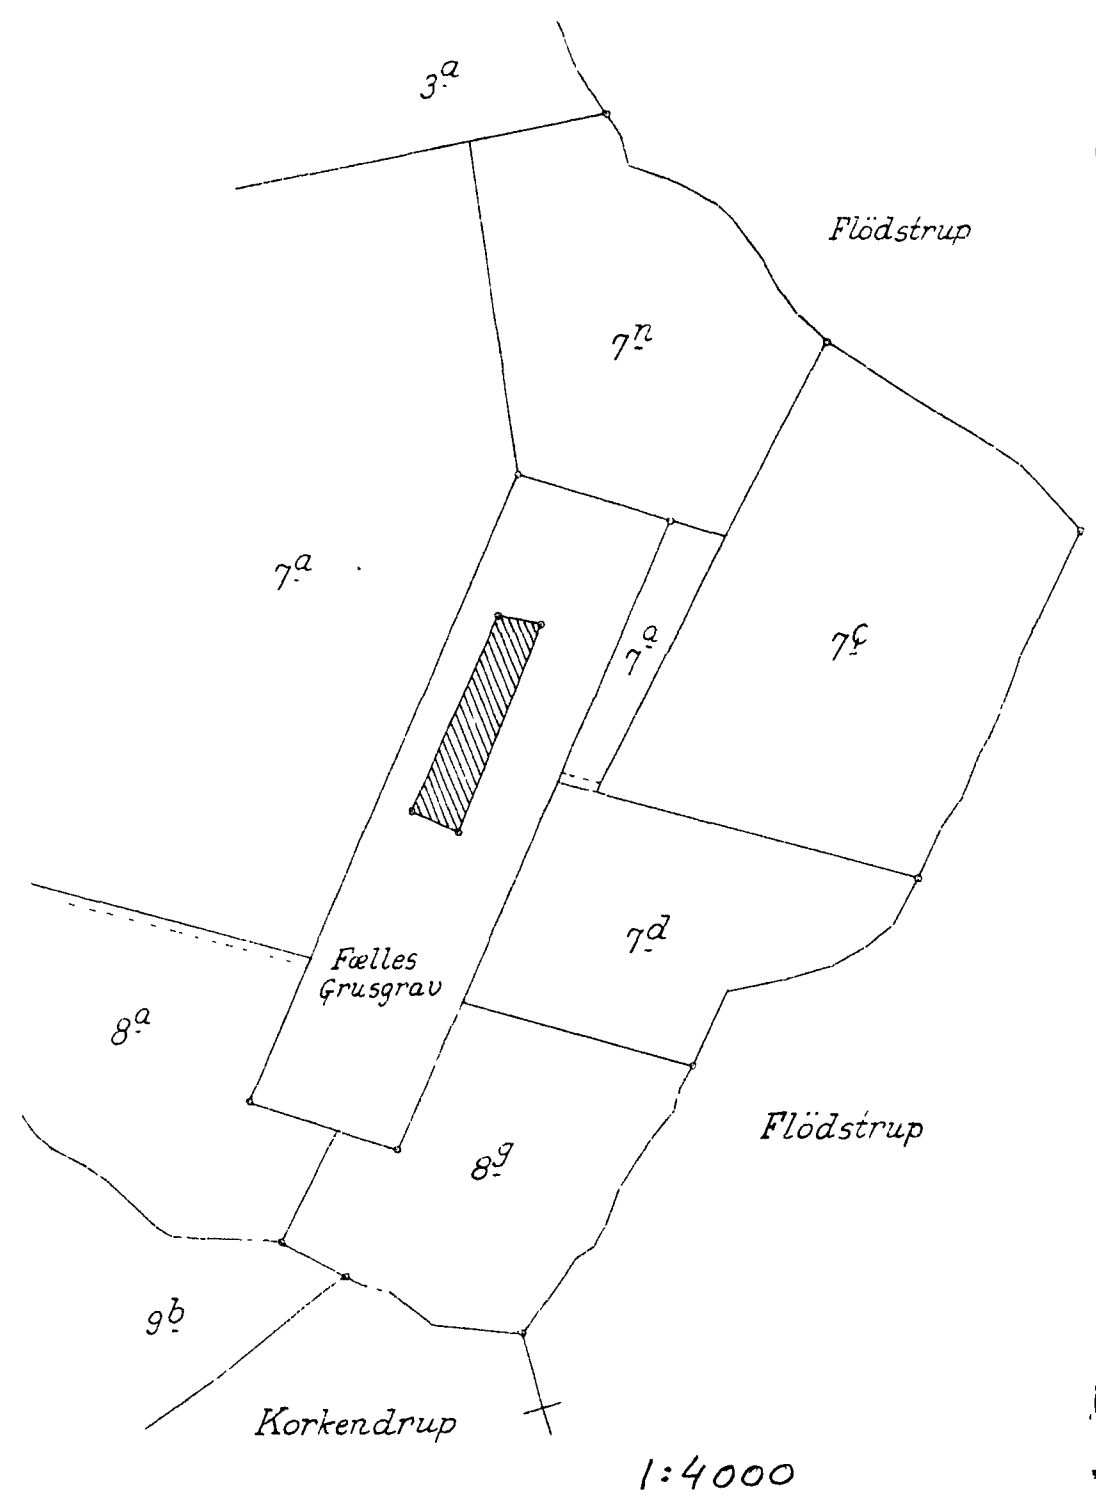 3a
Flödstrup
7n
7a
7a
7c
Fælles
Grusgrav
7d
8a
Flödstrup
8g
9b
Korkendrup
1:4000